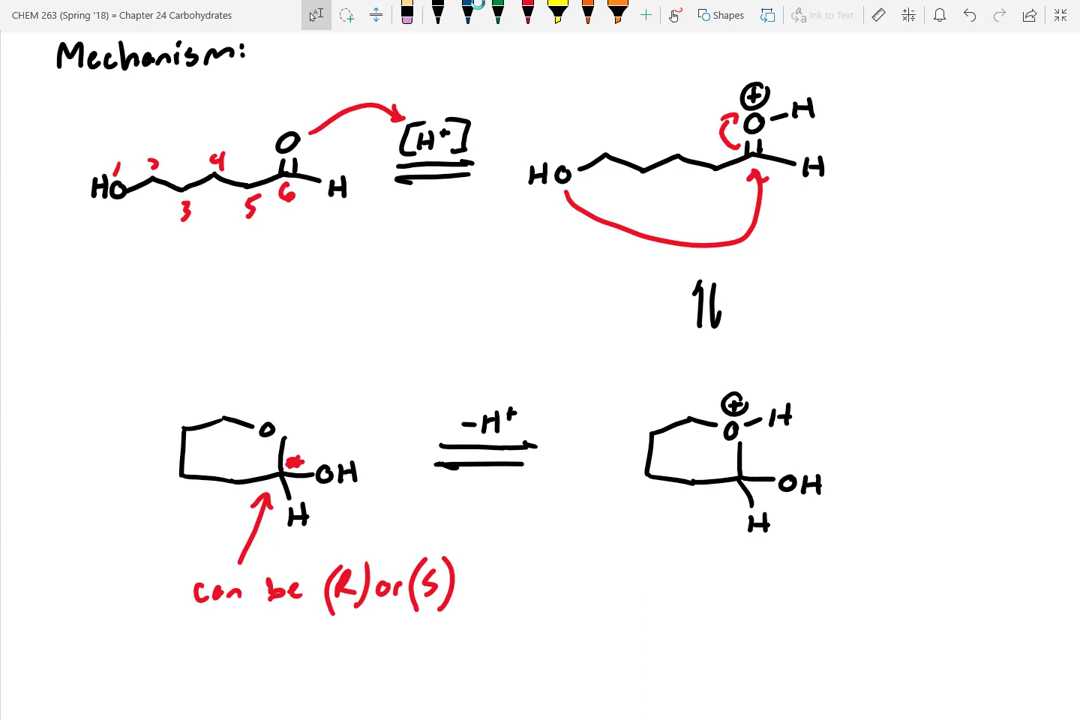 CHEM 263 (Spring '18) » Chapter 24 Carbohydrates
Shapes
Ink to Text
Mechanism:
O
[H+]
HO
H
1 2 3 4 5 6
+
O H
HO
H
O
OH
H
-H+
+
O H
OH
H
can be (R) or (S)